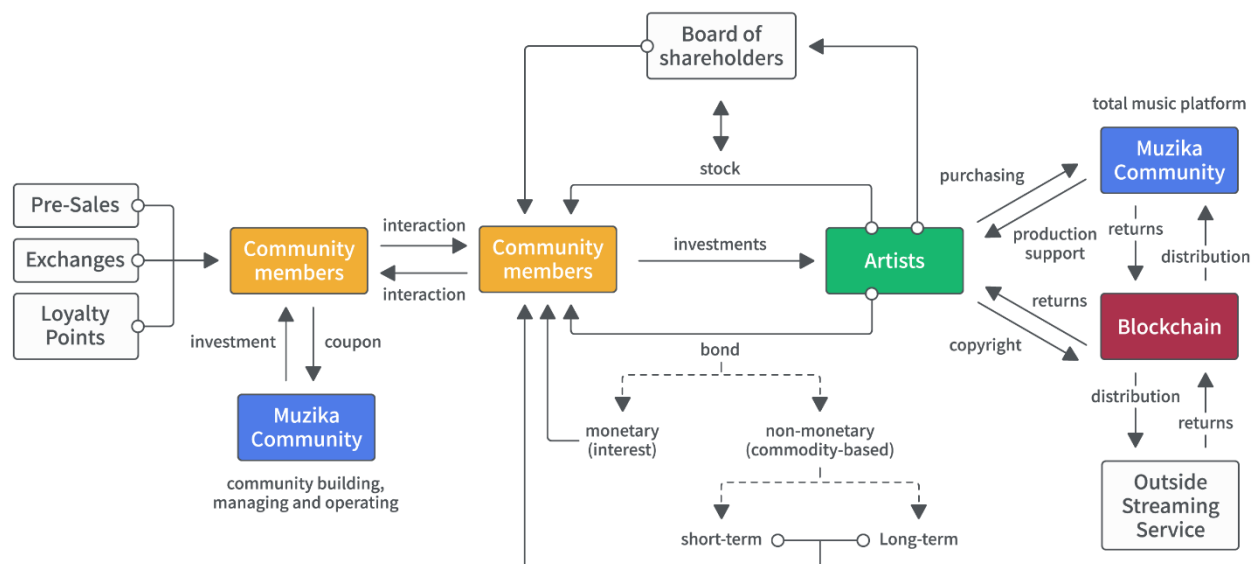 Board of
shareholders
total music platform
Muzika
Community
stock
purchasing
Pre-Sales
interaction
Community
members
Community
members
investments
Artists
production
support
returns
distribution
Exchanges
interaction
returns
Blockchain
Loyalty
Points
investment
coupon
bond
copyright
distribution
returns
Muzika
Community
monetary
(interest)
non-monetary
(commodity-based)
community building,
managing and operating
Outside
Streaming
Service
short-term
Long-term